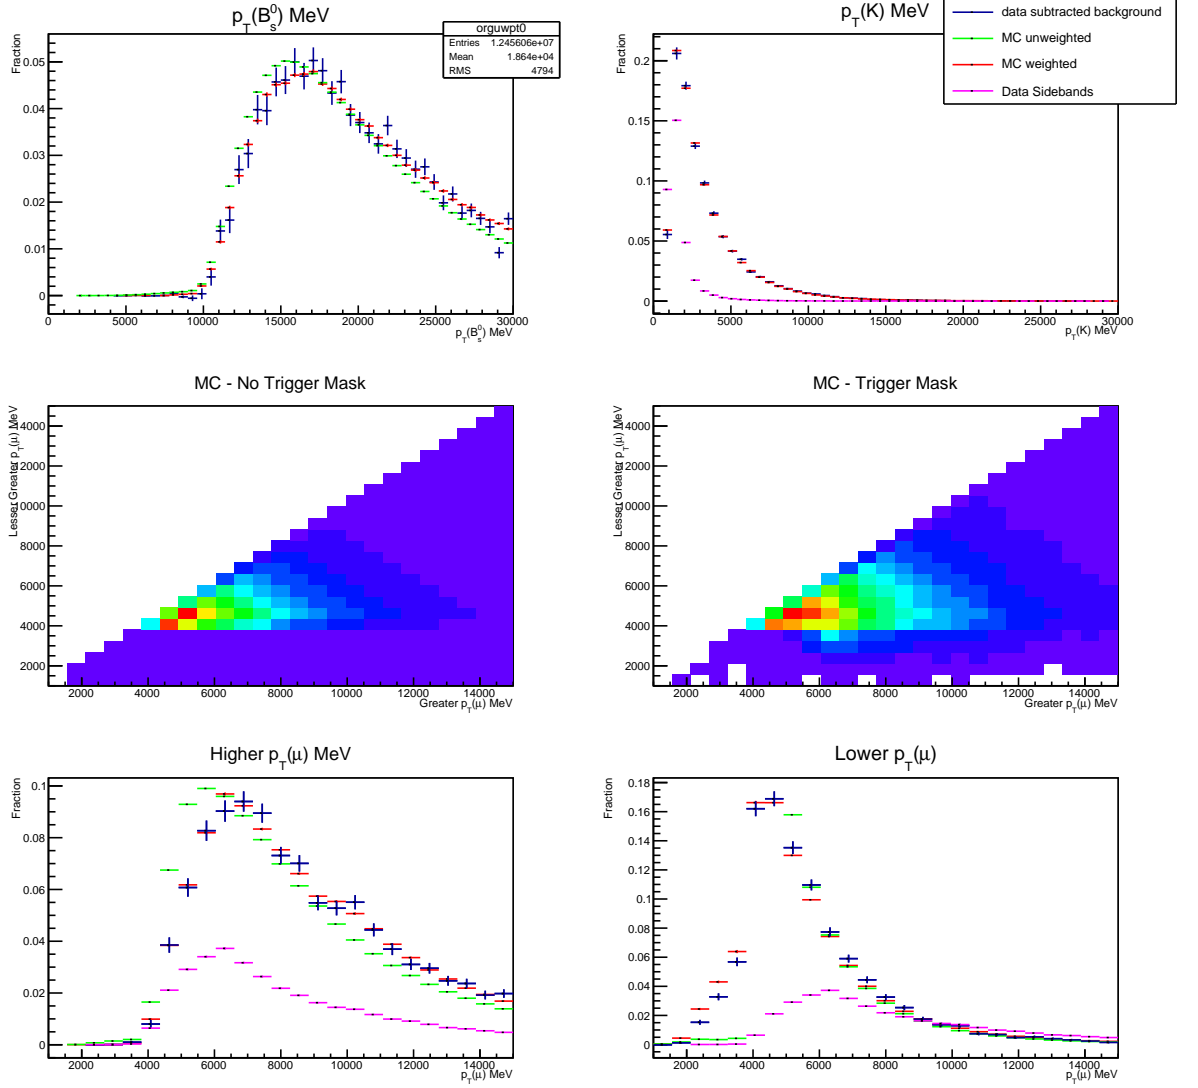 p_T(B_s^0) MeV
Fraction
orguwpt0
Entries 1.245606e+07
Mean 1.864e+04
RMS 4794
0.05
0.04
0.03
0.02
0.01
0
0 5000 10000 15000 20000 25000 30000
p_T(B_s^0) MeV
p_T(K) MeV
Fraction
data subtracted background
MC unweighted
MC weighted
Data Sidebands
0.2
0.15
0.1
0.05
0
0 5000 10000 15000 20000 25000 30000
p_T(K) MeV
MC - No Trigger Mask
Lesser Greater p_T(μ) MeV
14000
12000
10000
8000
6000
4000
2000
2000 4000 6000 8000 10000 12000 14000
Greater p_T(μ) MeV
MC - Trigger Mask
Lesser Greater p_T(μ) MeV
14000
12000
10000
8000
6000
4000
2000
2000 4000 6000 8000 10000 12000 14000
Greater p_T(μ) MeV
Higher p_T(μ) MeV
Fraction
0.1
0.08
0.06
0.04
0.02
0
2000 4000 6000 8000 10000 12000 14000
p_T(μ) MeV
Lower p_T(μ)
Fraction
0.18
0.16
0.14
0.12
0.1
0.08
0.06
0.04
0.02
0
2000 4000 6000 8000 10000 12000 14000
p_T(μ) MeV